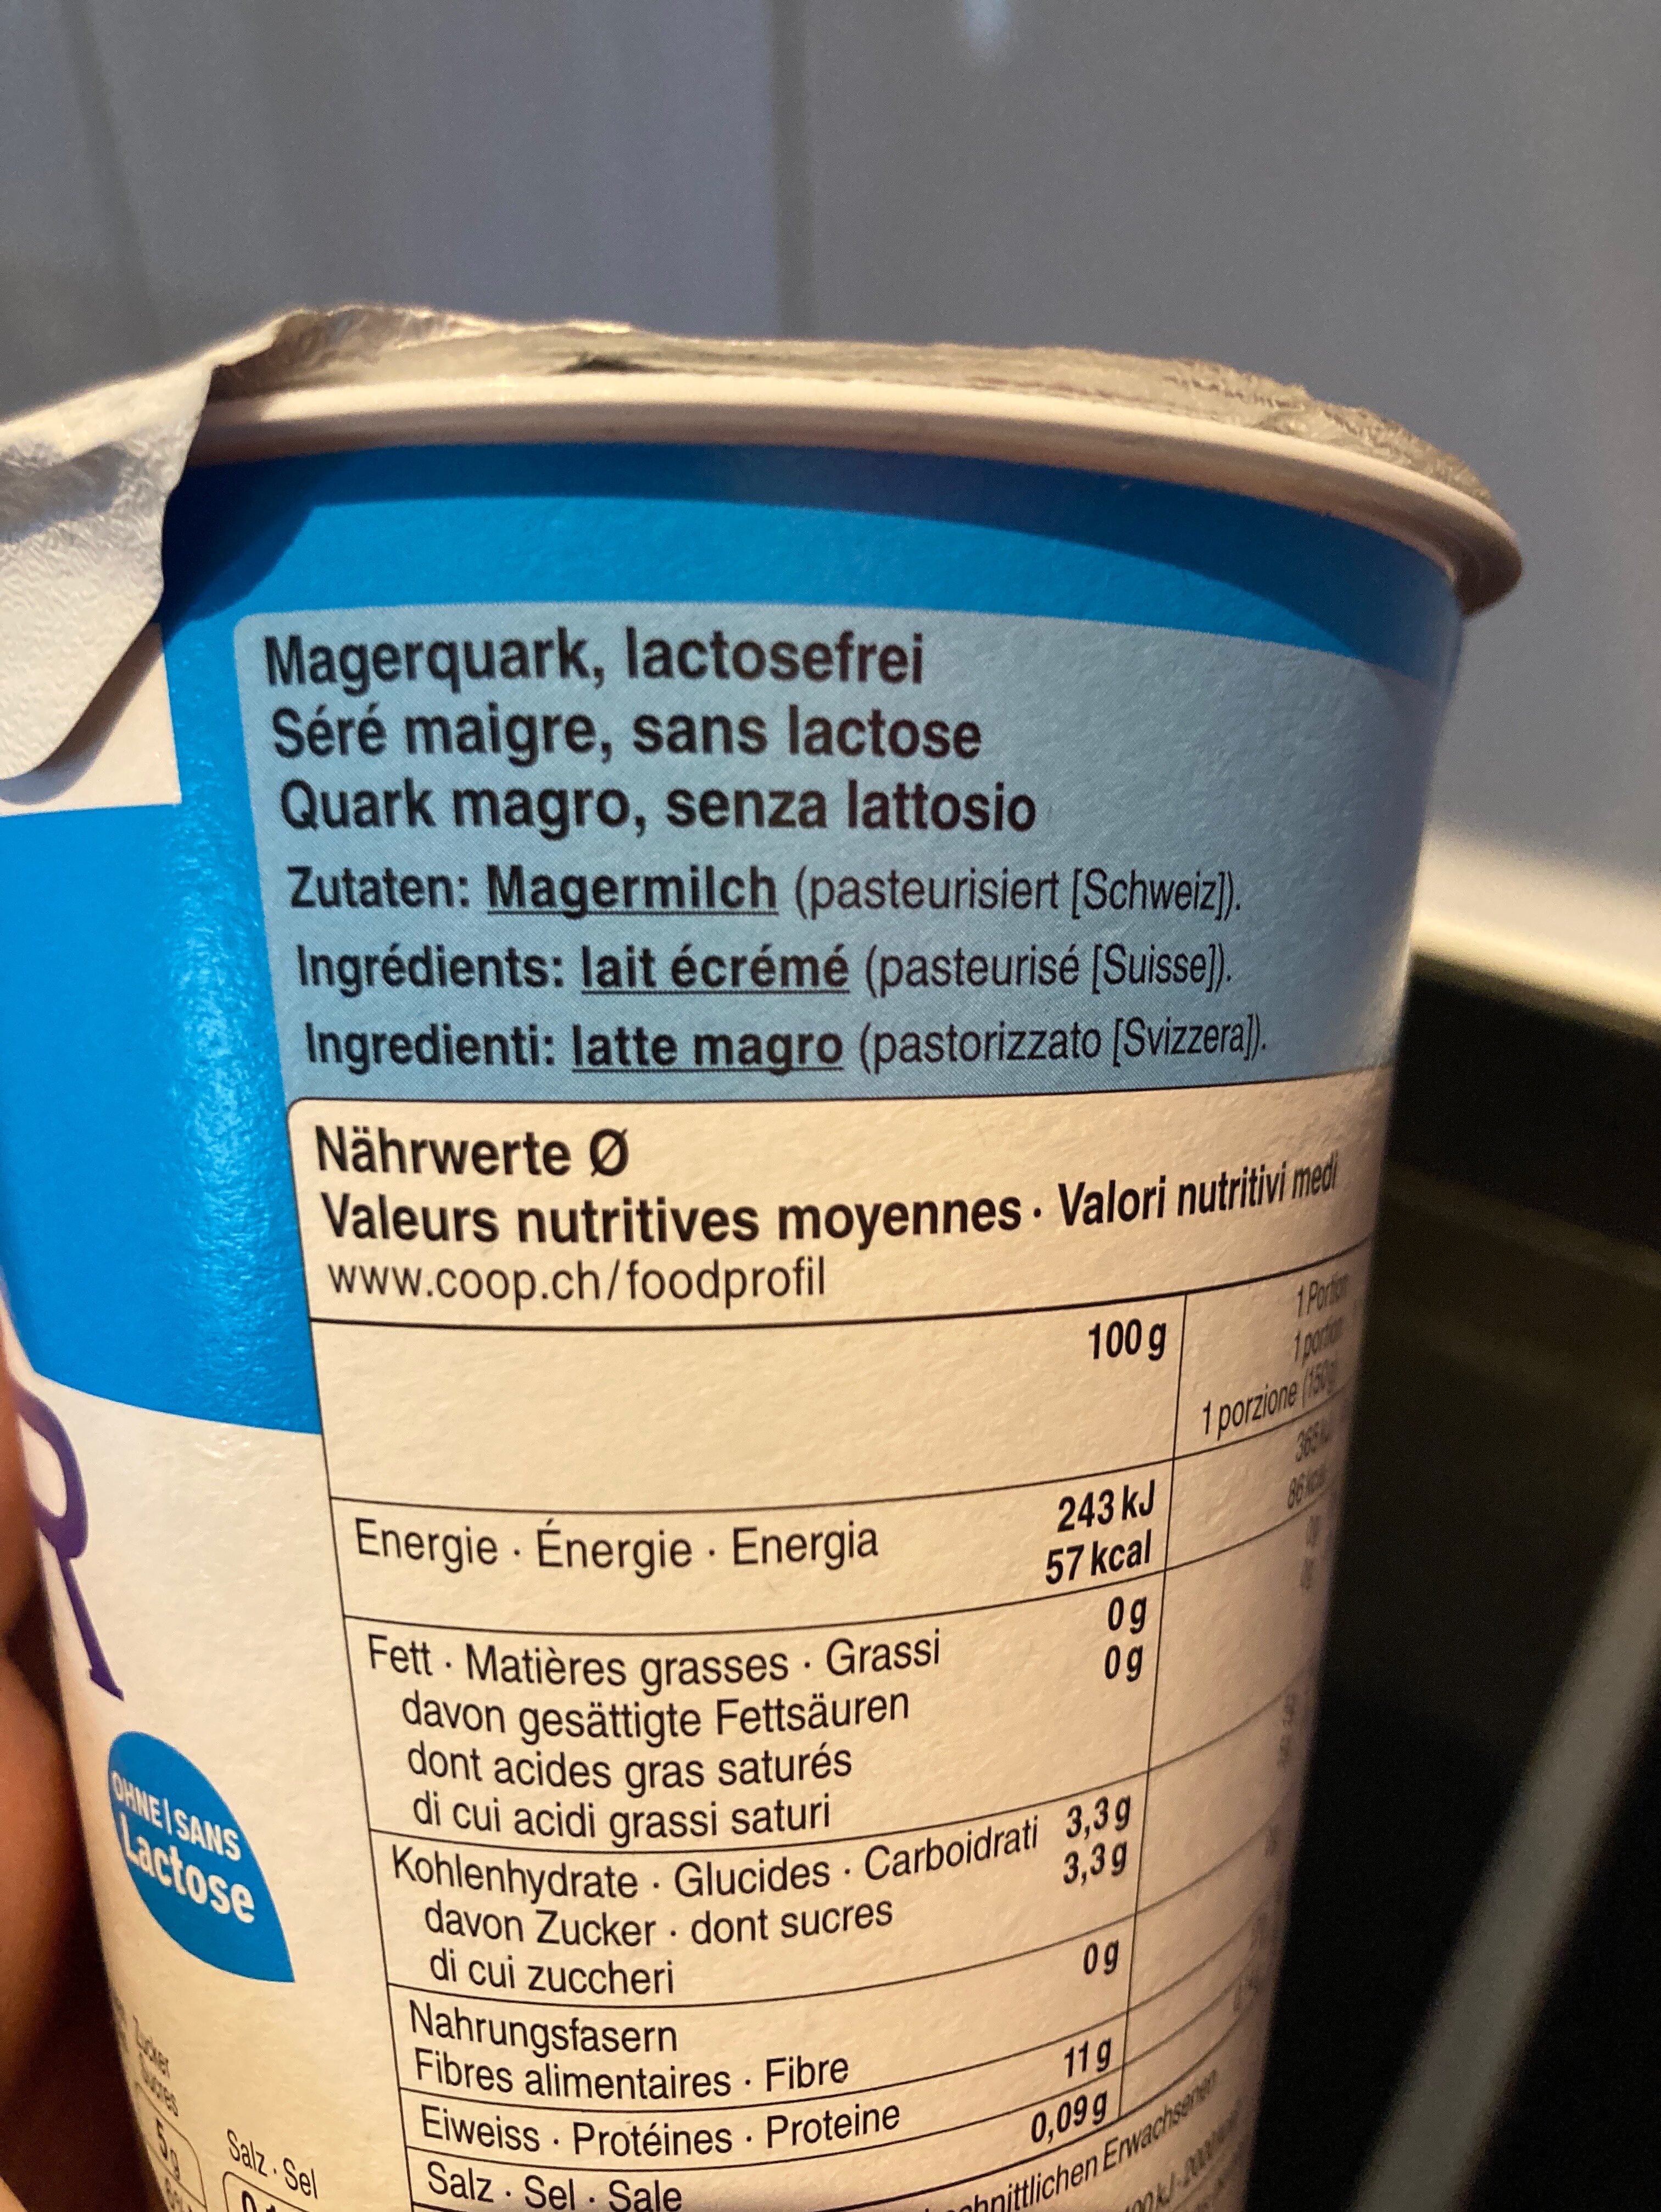 Magerquark, lactosefrei
Séré maigre, sans lactose
Quark magro, senza lattosio
Zutaten: Magermilch (pasteurisiert [Schweiz]).
Ingrédients: lait écrémé (pasteurisé [Suisse]).
Ingredienti: latte magro (pastorizzato [Svizzera]).
Nährwerte Ø
Valeurs nutritives moyennes · Valori nutritivi medi
www.coop.ch/foodprofil
100 g
1 Portion
1 portion
1 porzione (150 g)
Energie · Énergie · Energia 243 kJ 365 kJ
57 kcal 86 kcal
Fett · Matières grasses · Grassi 0 g
davon gesättigte Fettsäuren 0 g
dont acides gras saturés
di cui acidi grassi saturi
Kohlenhydrate · Glucides · Carboidrati 3,3 g
davon Zucker · dont sucres 3,3 g
di cui zuccheri
Nahrungsfasern 0 g
Fibres alimentaires · Fibre
Eiweiss · Protéines · Proteine 11 g
Salz · Sel · Sale 0,09 g
R
OHNE | SANS
Lactose
Zucker
Sucres
5 g
Salz · Sel
Erwachsenen